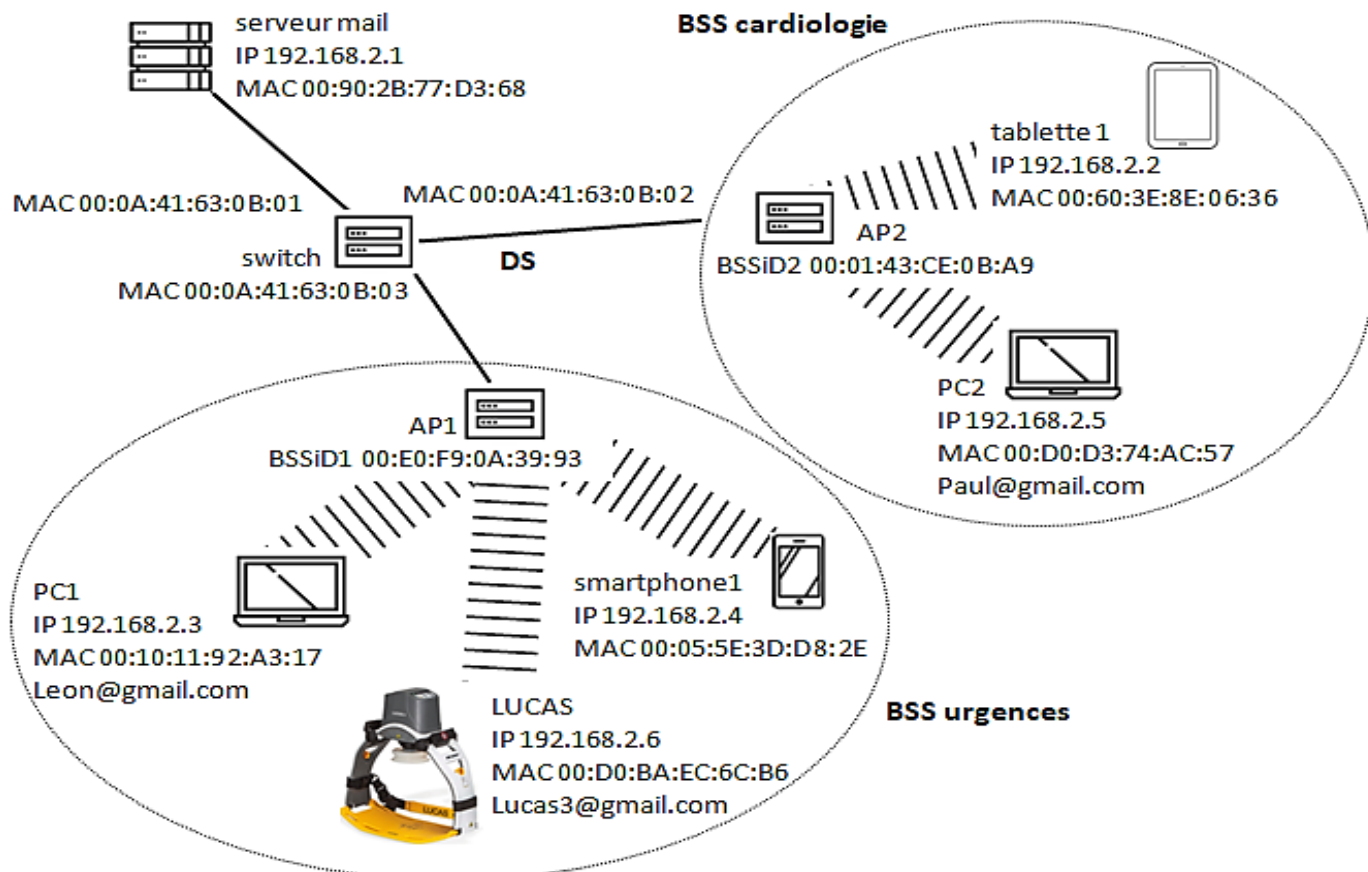 serveur mail
IP 192.168.2.1
MAC 00:90:2B:77:D3:68
BSS cardiologie
tablette 1
IP 192.168.2.2
MAC 00:60:3E:8E:06:36
MAC 00:0A:41:63:0B:01
MAC 00:0A:41:63:0B:02
AP2
switch
DS
BSSiD2 00:01:43:CE:0B:A9
MAC 00:0A:41:63:0B:03
PC2
IP 192.168.2.5
MAC 00:D0:D3:74:AC:57
Paul@gmail.com
AP1
BSSiD1 00:E0:F9:0A:39:93
PC1
IP 192.168.2.3
MAC 00:10:11:92:A3:17
Leon@gmail.com
smartphone1
IP 192.168.2.4
MAC 00:05:5E:3D:D8:2E
LUCAS
IP 192.168.2.6
MAC 00:D0:BA:EC:6C:B6
Lucas3@gmail.com
BSS urgences
LUCAS